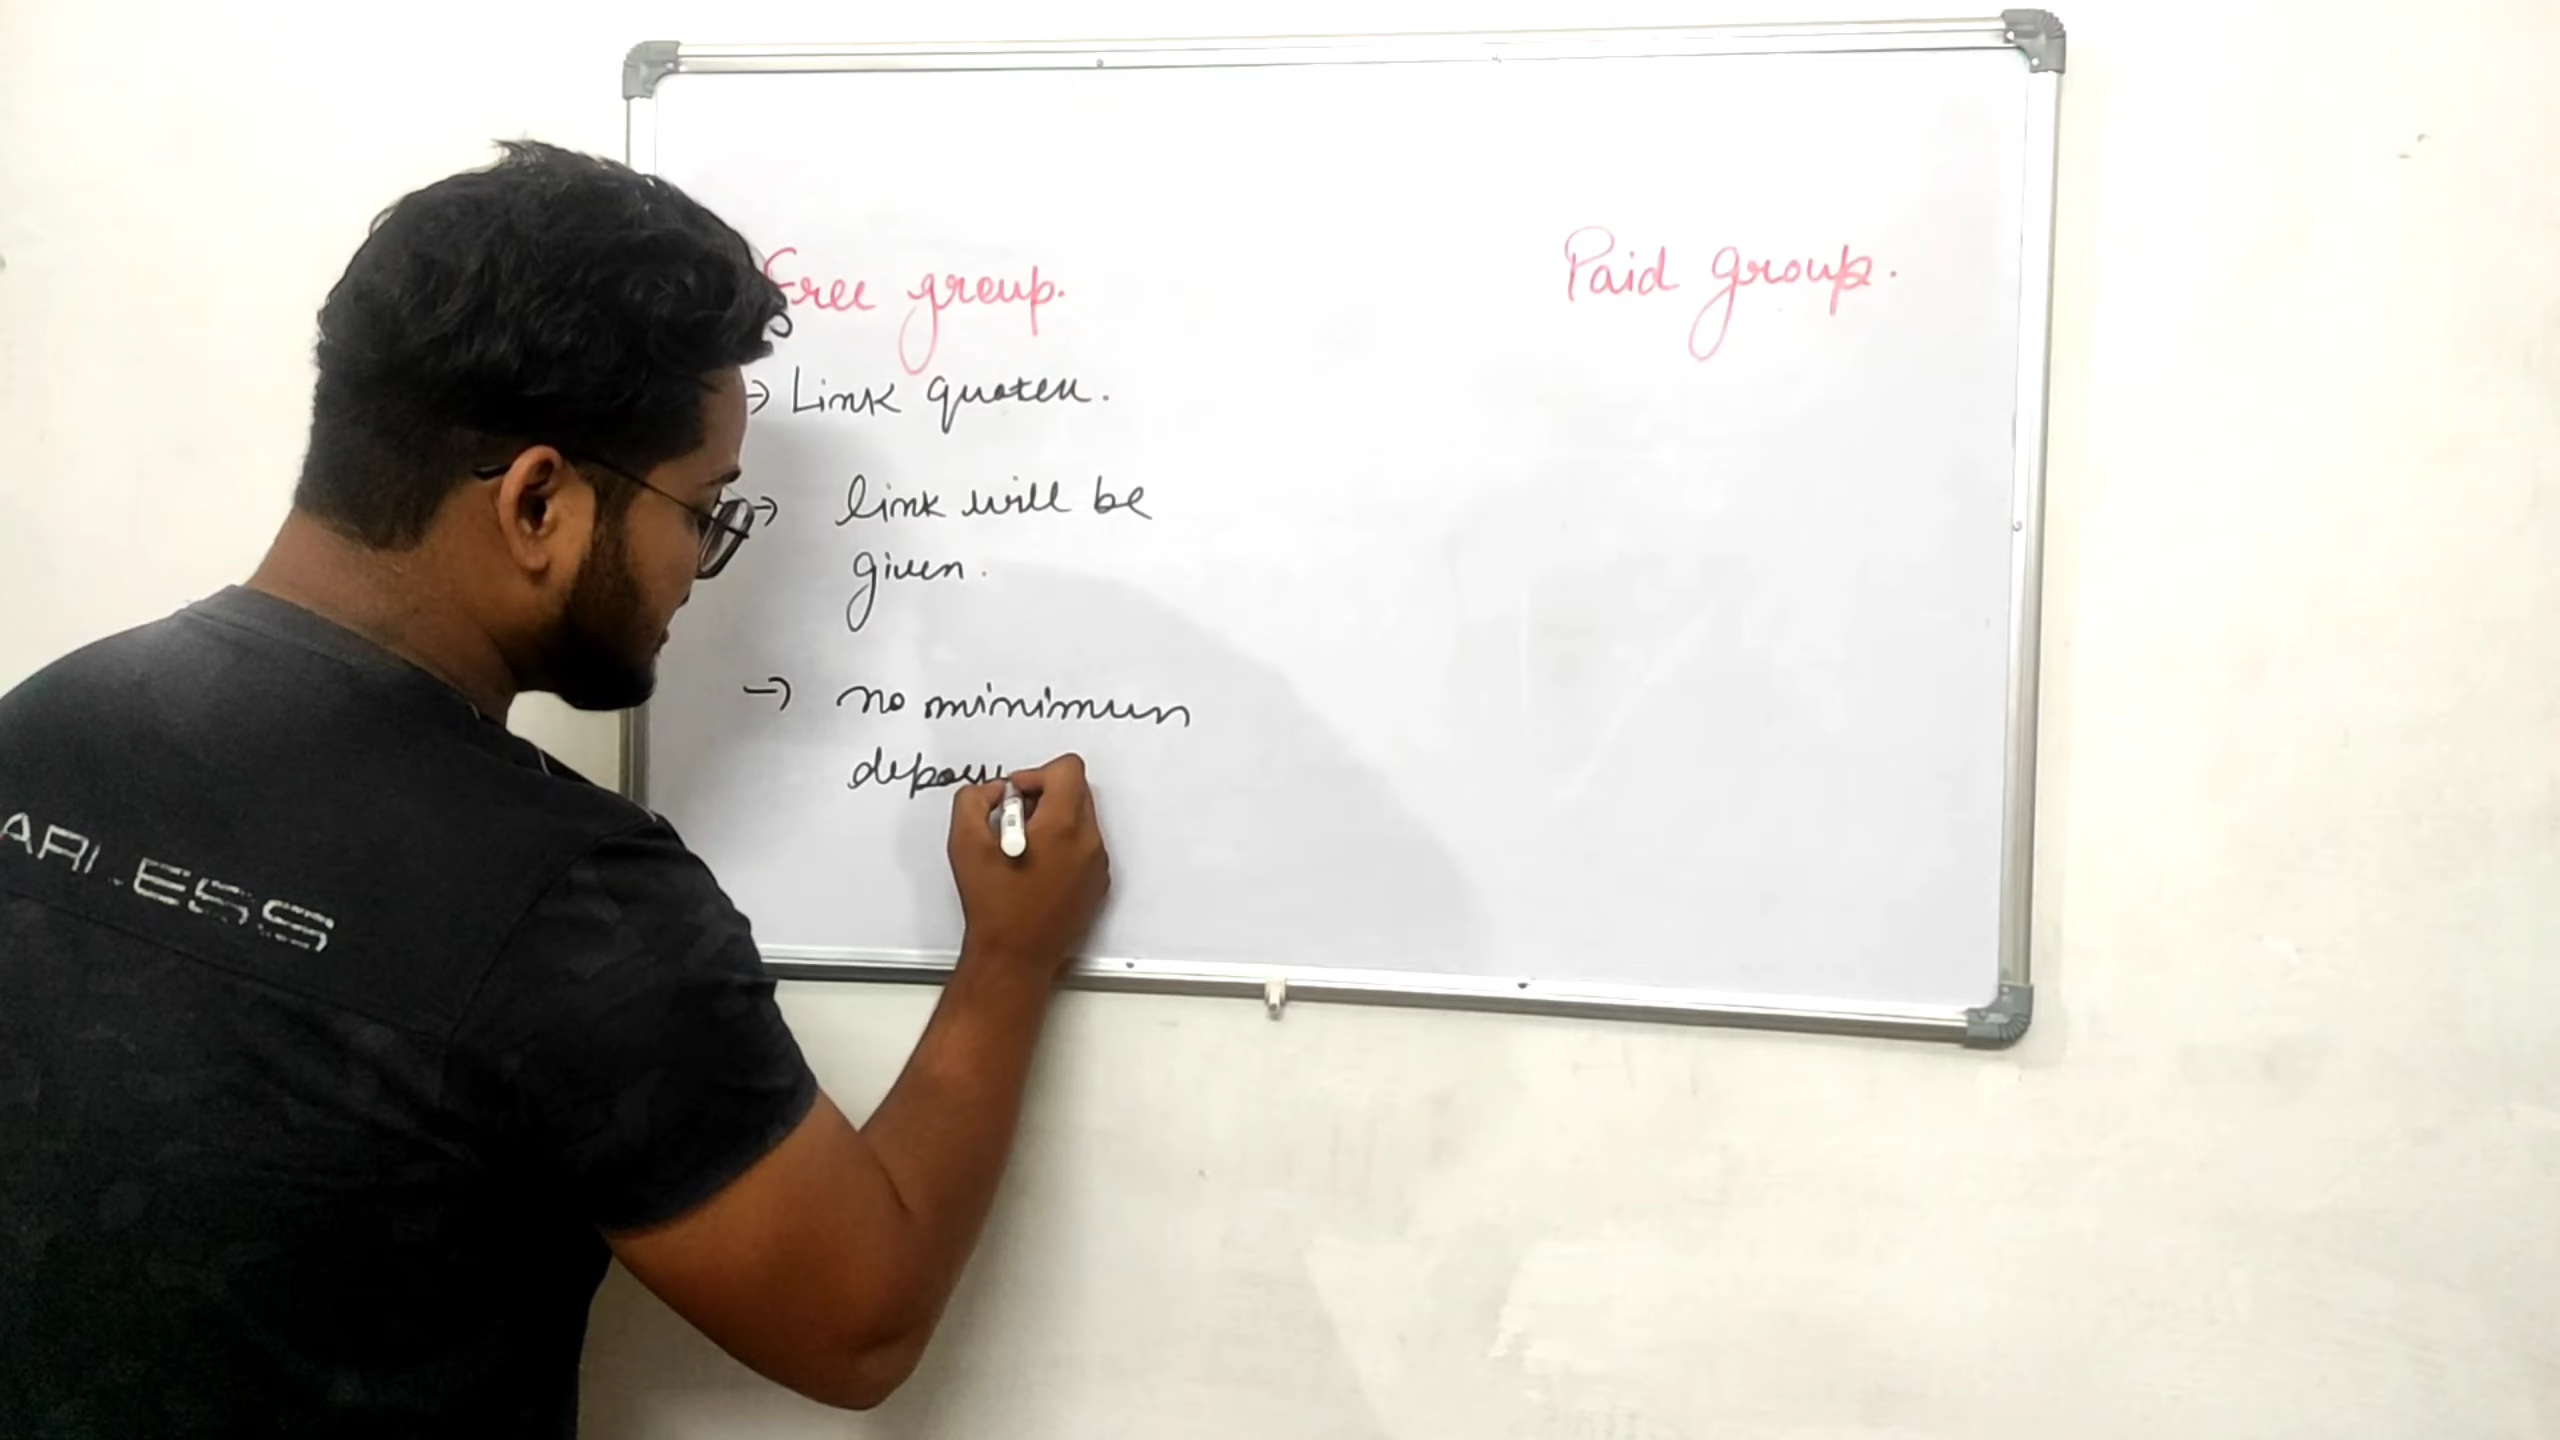 Free group.
Paid group.
→ Link quoten.
→ link will be
given.
→ no minimum
ARLESS